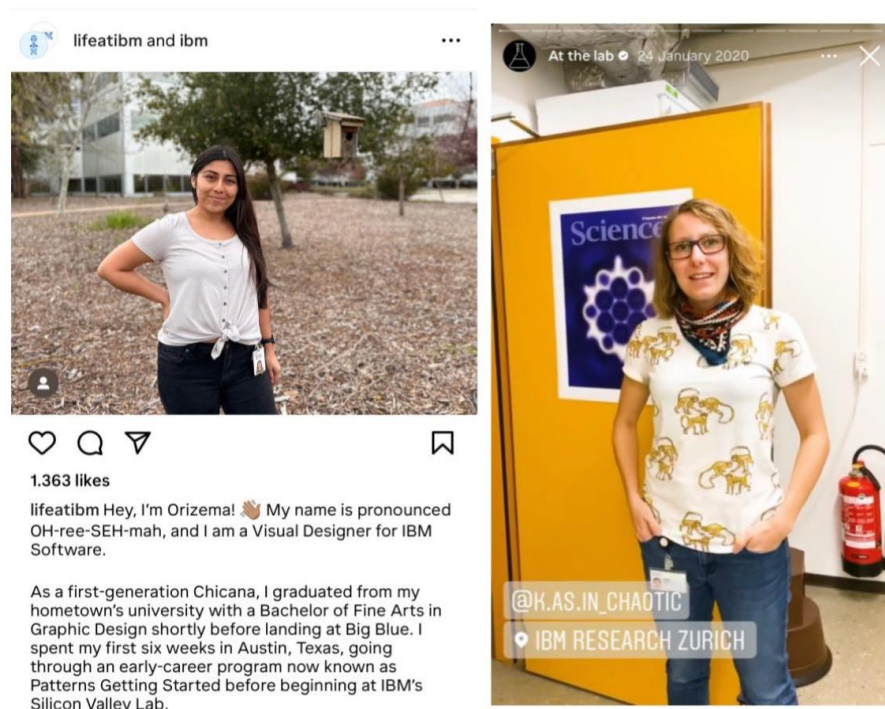 lifeatibm and ibm
1.363 likes
lifeatibm Hey, I'm Orizema! 👋🏽 My name is pronounced
OH-ree-SEH-mah, and I am a Visual Designer for IBM
Software.
As a first-generation Chicana, I graduated from my
hometown's university with a Bachelor of Fine Arts in
Graphic Design shortly before landing at Big Blue. I
spent my first six weeks in Austin, Texas, going
through an early-career program now known as
Patterns Getting Started before beginning at IBM's
Silicon Valley Lab.
At the lab 24 January 2020
Science
@K.AS.IN_CHAOTIC
IBM RESEARCH ZURICH